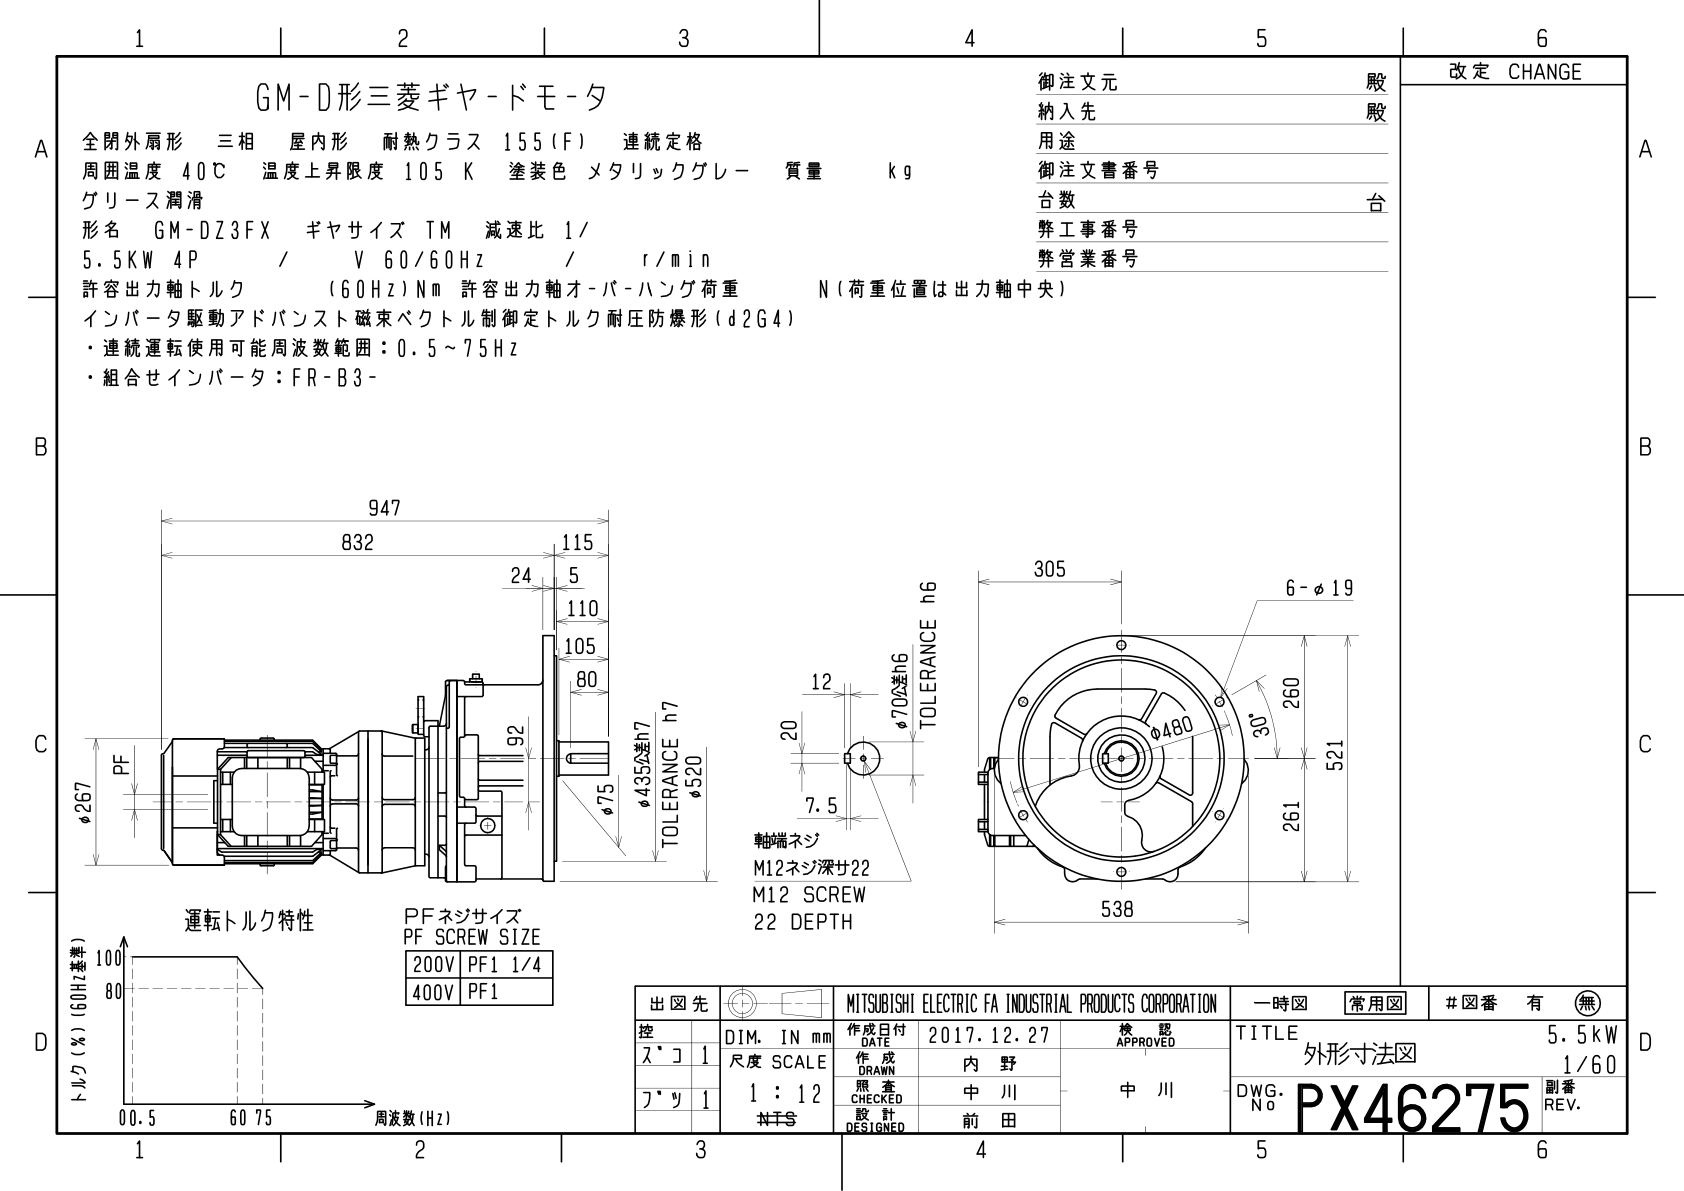 1 2 3 4 5 6
改定 CHANGE
GM-D形三菱ギヤードモータ
全閉外扇形 三相 屋内形 耐熱クラス 155(F) 連続定格
周囲温度 40℃ 温度上昇限度 105 K 塗装色 メタリックグレー 質量 kg
グリース潤滑
形名 GM-DZ3FX ギヤサイズ TM 減速比 1/
5.5KW 4P / V 60/60Hz / r/min
許容出力軸トルク (60Hz)Nm 許容出力軸オーバーハング荷重 N(荷重位置は出力軸中央)
インバータ駆動アドバンスト磁束ベクトル制御定トルク耐圧防爆形(d2G4)
・連続運転使用可能周波数範囲:0.5~75Hz
・組合せインバータ:FR-B3-
御注文元 殿
納入先 殿
用途
御注文書番号
台数 台
弊工事番号
弊営業番号
A A
B B
C C
D D
947
832 115
24 5
110
105
80
92
PF
φ267
φ75
φ435公差h7
TOLERANCE h7
φ520
12
20
7.5
φ70公差h6
TOLERANCE h6
軸端ネジ
M12ネジ深サ22
M12 SCREW
22 DEPTH
305
6-φ19
φ480
30°
260
261
521
538
運転トルク特性
トルク(%)(60Hz基準)
100
80
0 0.5 60 75 周波数(Hz)
PFネジサイズ
PF SCREW SIZE
200V PF1 1/4
400V PF1
出図先
控
ズコ 1
ブツ 1
DIM. IN mm
尺度 SCALE
1 : 12
NTS
MITSUBISHI ELECTRIC FA INDUSTRIAL PRODUCTS CORPORATION
作成日付 DATE 2017.12.27
検認 APPROVED
作成 DRAWN 内野
照査 CHECKED 中川
設計 DESIGNED 前田
中川
一時図 常用図 #図番 有 無
TITLE 5.5kW
外形寸法図 1/60
DWG. No PX46275
副番 REV.
1 2 3 4 5 6